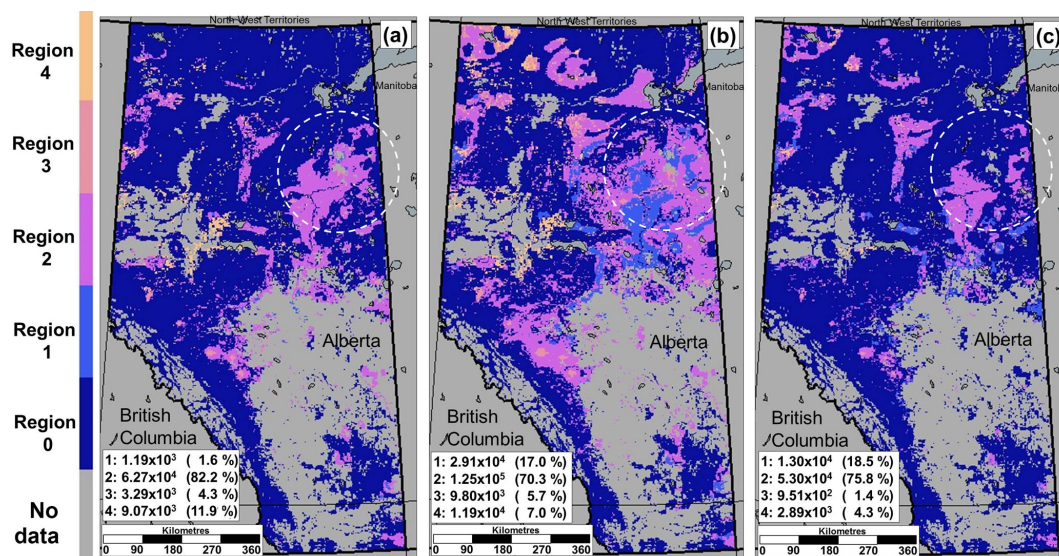 Region
4
Region
3
Region
2
Region
1
Region
0
No
data
North West Territories
(a)
Manitoba
Alberta
British
Columbia
1: 1.19x10³ ( 1.6 %)
2: 6.27x10⁴ (82.2 %)
3: 3.29x10³ ( 4.3 %)
4: 9.07x10³ (11.9 %)
Kilometres
0 90 180 270 360
North West Territories
(b)
Manitoba
Alberta
British
Columbia
1: 2.91x10⁴ (17.0 %)
2: 1.25x10⁵ (70.3 %)
3: 9.80x10³ ( 5.7 %)
4: 1.19x10⁴ ( 7.0 %)
Kilometres
0 90 180 270 360
North West Territories
(c)
Manitoba
Alberta
British
Columbia
1: 1.30x10⁴ (18.5 %)
2: 5.30x10⁴ (75.8 %)
3: 9.51x10² ( 1.4 %)
4: 2.89x10³ ( 4.3 %)
Kilometres
0 90 180 270 360